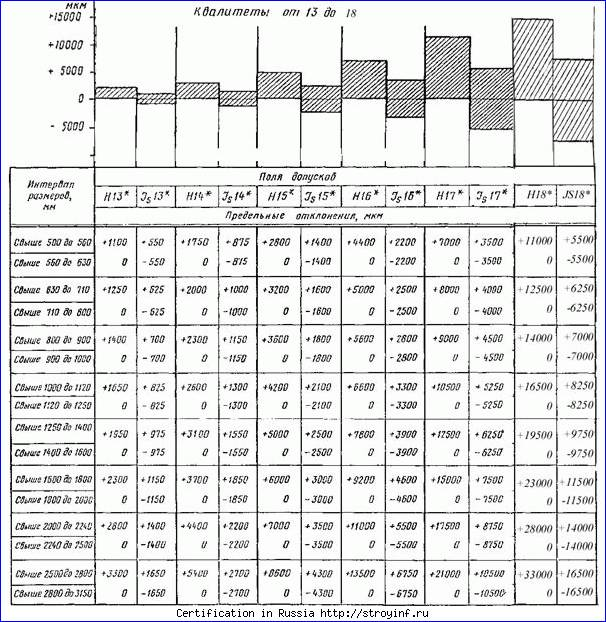 мкм
Квалитеты от 13 до 18
+15000
+10000
+5000
0
-5000
Интервал размеров, мм
Поля допусков
H13* Js13* H14* Js14* H15* Js15* H16* Js16* H17* Js17* H18* JS18*
Предельные отклонения, мкм
Свыше 500 до 560 +1100 +550 +1750 +875 +2800 +1400 +4400 +2200 +7000 +3500 +11000 +5500
Свыше 560 до 630 0 -550 0 -875 0 -1400 0 -2200 0 -3500 0 -5500
Свыше 630 до 710 +1250 +625 +2000 +1000 +3200 +1600 +5000 +2500 +8000 +4000 +12500 +6250
Свыше 710 до 800 0 -625 0 -1000 0 -1600 0 -2500 0 -4000 0 -6250
Свыше 800 до 900 +1400 +700 +2300 +1150 +3600 +1800 +5600 +2800 +9000 +4500 +14000 +7000
Свыше 900 до 1000 0 -700 0 -1150 0 -1800 0 -2800 0 -4500 0 -7000
Свыше 1000 до 1120 +1650 +825 +2600 +1300 +4200 +2100 +6600 +3300 +10500 +5250 +16500 +8250
Свыше 1120 до 1250 0 -825 0 -1300 0 -2100 0 -3300 0 -5250 0 -8250
Свыше 1250 до 1400 +1950 +975 +3100 +1550 +5000 +2500 +7800 +3900 +12500 +6250 +19500 +9750
Свыше 1400 до 1600 0 -975 0 -1550 0 -2500 0 -3900 0 -6250 0 -9750
Свыше 1600 до 1800 +2300 +1150 +3700 +1850 +6000 +3000 +9200 +4600 +15000 +7500 +23000 +11500
Свыше 1800 до 2000 0 -1150 0 -1850 0 -3000 0 -4600 0 -7500 0 -11500
Свыше 2000 до 2240 +2800 +1400 +4400 +2200 +7000 +3500 +11000 +5500 +17500 +8750 +28000 +14000
Свыше 2240 до 2500 0 -1400 0 -2200 0 -3500 0 -5500 0 -8750 0 -14000
Свыше 2500 до 2800 +3300 +1650 +5400 +2700 +8600 +4300 +13500 +6750 +21000 +10500 +33000 +16500
Свыше 2800 до 3150 0 -1650 0 -2700 0 -4300 0 -6750 0 -10500 0 -16500
Certification in Russia http://stroyinf.ru